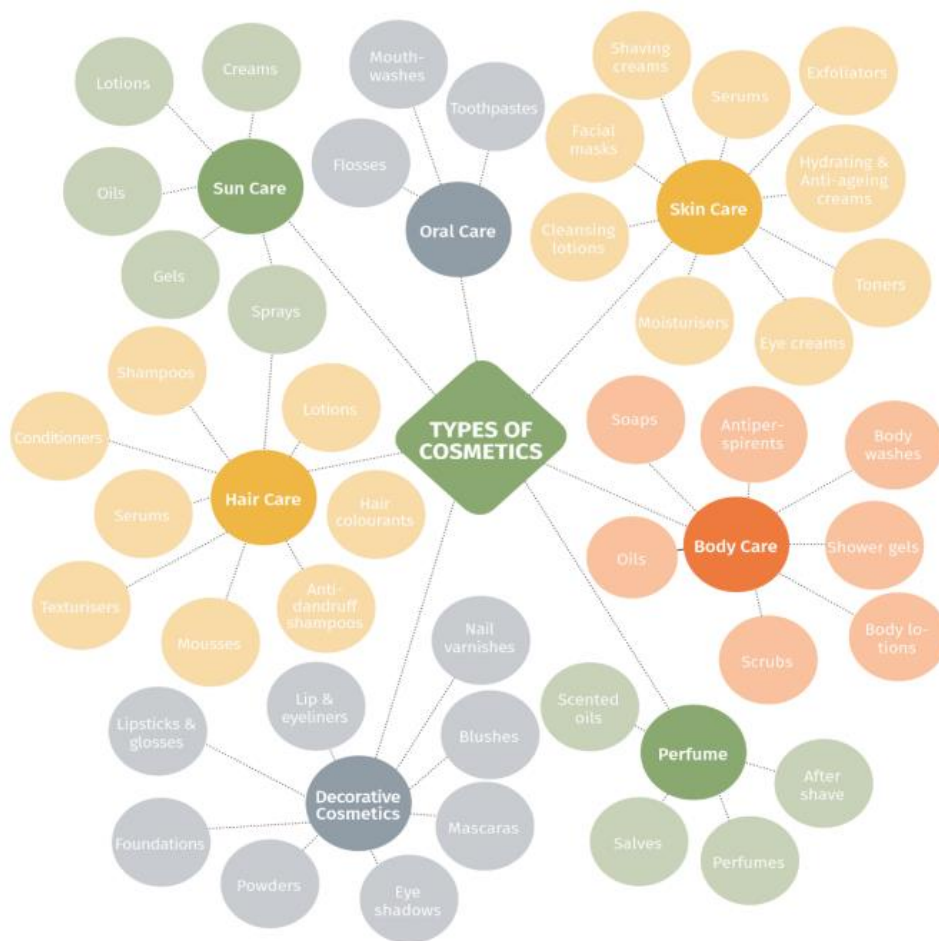 TYPES OF
COSMETICS
Sun Care
Lotions
Creams
Oils
Gels
Sprays
Oral Care
Mouth-
washes
Toothpastes
Flosses
Skin Care
Shaving
creams
Serums
Exfoliators
Facial
masks
Hydrating &
Anti-ageing
creams
Cleansing
lotions
Toners
Moisturisers
Eye creams
Hair Care
Shampoos
Lotions
Conditioners
Serums
Hair
colourants
Texturisers
Anti-
dandruff
shampoos
Mousses
Body Care
Soaps
Antiper-
spirents
Body
washes
Oils
Shower gels
Body lo-
tions
Scrubs
Decorative
Cosmetics
Nail
varnishes
Lip &
eyeliners
Lipsticks &
glosses
Blushes
Foundations
Mascaras
Powders
Eye
shadows
Perfume
Scented
oils
After
shave
Salves
Perfumes